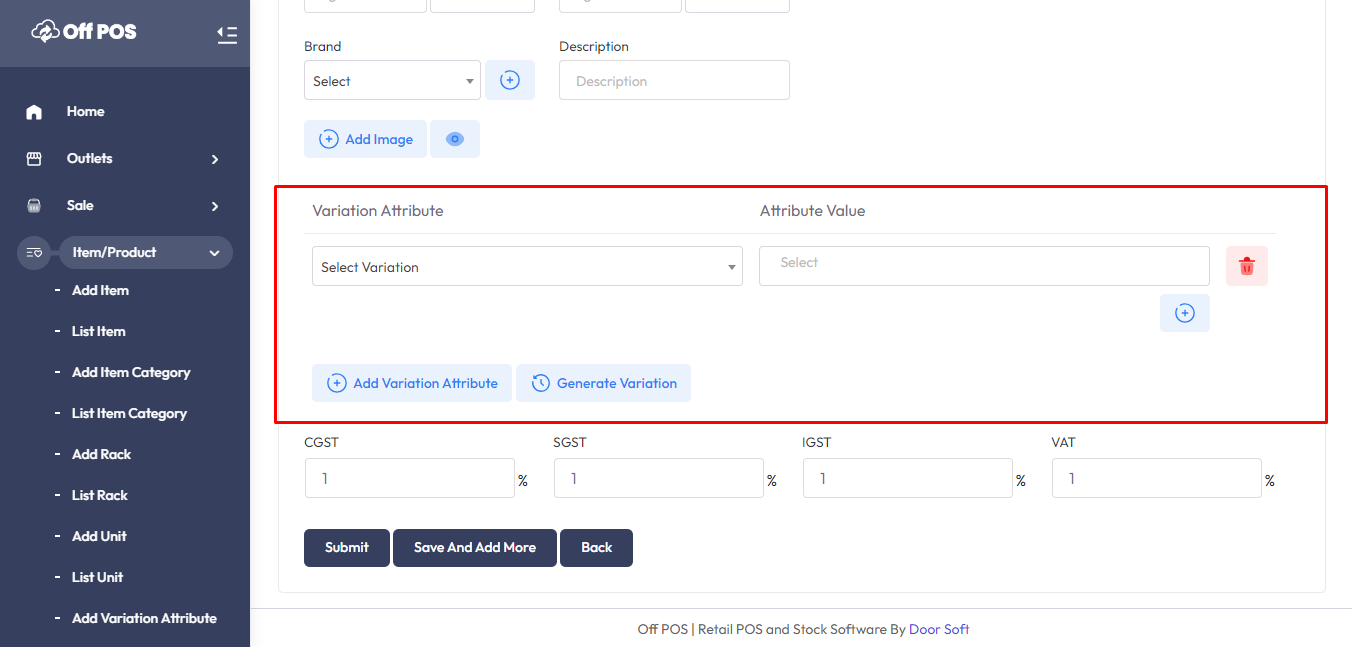 Off POS
Home
Outlets
Sale
Item/Product
- Add Item
- List Item
- Add Item Category
- List Item Category
- Add Rack
- List Rack
- Add Unit
- List Unit
- Add Variation Attribute
Brand Description
Select Description
Add Image
Variation Attribute Attribute Value
Select Variation Select
Add Variation Attribute Generate Variation
CGST SGST IGST VAT
1 % 1 % 1 % 1 %
Submit Save And Add More Back
Off POS | Retail POS and Stock Software By Door Soft